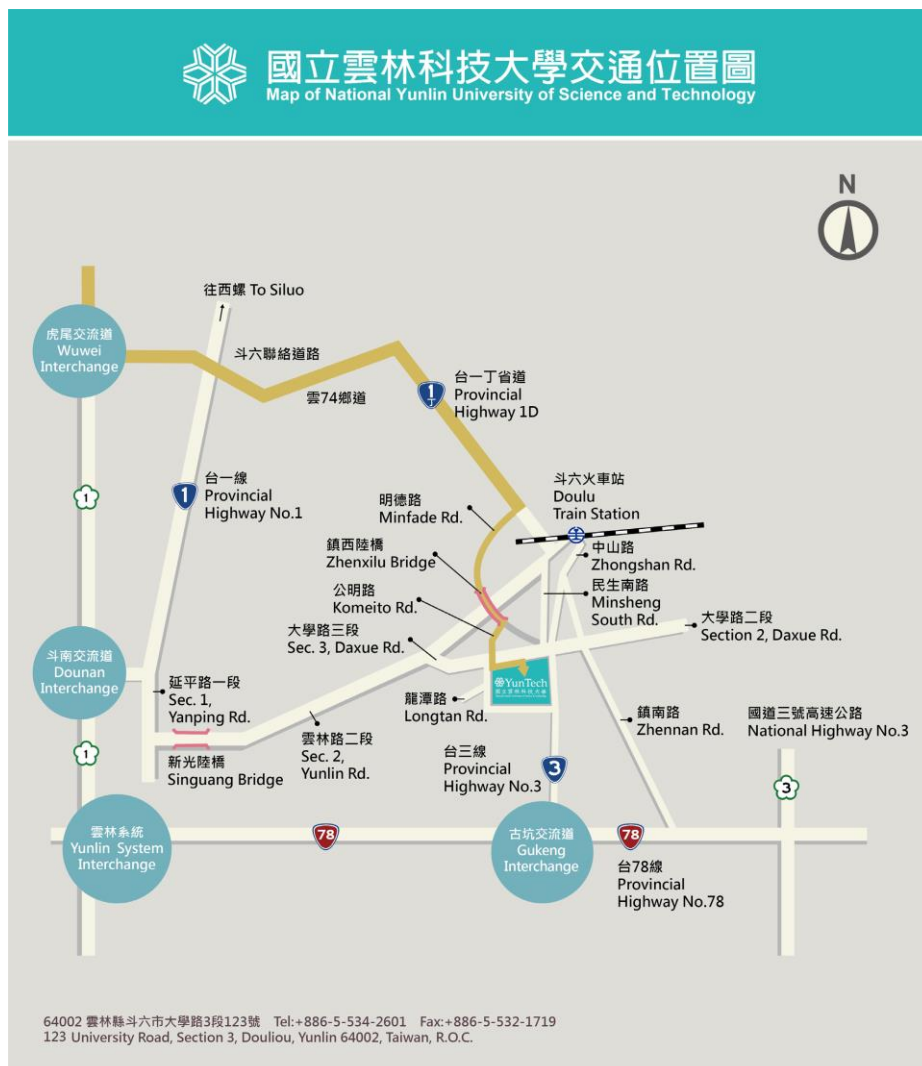 國立雲林科技大學交通位置圖
Map of National Yunlin University of Science and Technology
N
往西螺 To Siluo
虎尾交流道
Wuwei
Interchange
斗六聯絡道路
雲74鄉道
1
丁
台一丁省道
Provincial
Highway 1D
1
1
台一線
Provincial
Highway No.1
明德路
Minfade Rd.
斗六火車站
Doulu
Train Station
鎮西陸橋
Zhenxilu Bridge
中山路
Zhongshan Rd.
公明路
Komeito Rd.
民生南路
Minsheng
South Rd.
大學路三段
Sec. 3, Daxue Rd.
大學路二段
Section 2, Daxue Rd.
斗南交流道
Dounan
Interchange
延平路一段
Sec. 1,
Yanping Rd.
YunTech
國立雲林科技大學
龍潭路
Longtan Rd.
鎮南路
Zhennan Rd.
國道三號高速公路
National Highway No.3
1
新光陸橋
Singuang Bridge
雲林路二段
Sec. 2,
Yunlin Rd.
台三線
Provincial
Highway No.3
3
3
雲林系統
Yunlin System
Interchange
78
古坑交流道
Gukeng
Interchange
78
台78線
Provincial
Highway No.78
64002 雲林縣斗六市大學路3段123號 Tel:+886-5-534-2601 Fax:+886-5-532-1719
123 University Road, Section 3, Douliou, Yunlin 64002, Taiwan, R.O.C.